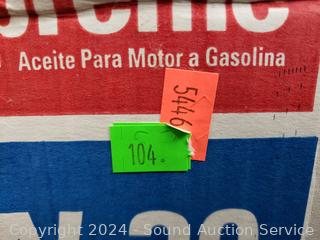 Aceite Para Motor a Gasolina
5446
104.
Copyright 2024 - Sound Auction Service